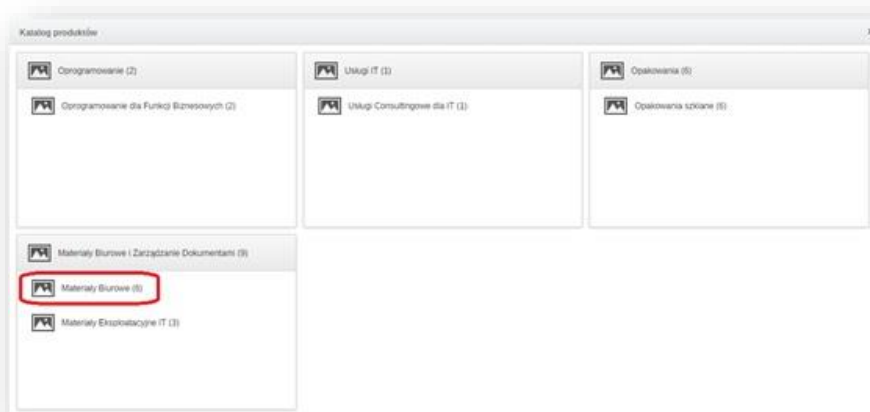 Katalog produktów
Oprogramowanie (2)
Oprogramowanie dla Funkcji Biznesowych (2)
Usługi IT (1)
Usługi Consultingowe dla IT (1)
Opakowania (6)
Opakowania szklane (6)
Materiały Biurowe i Zarządzanie Dokumentami (9)
Materiały Biurowe (6)
Materiały Eksploatacyjne IT (3)